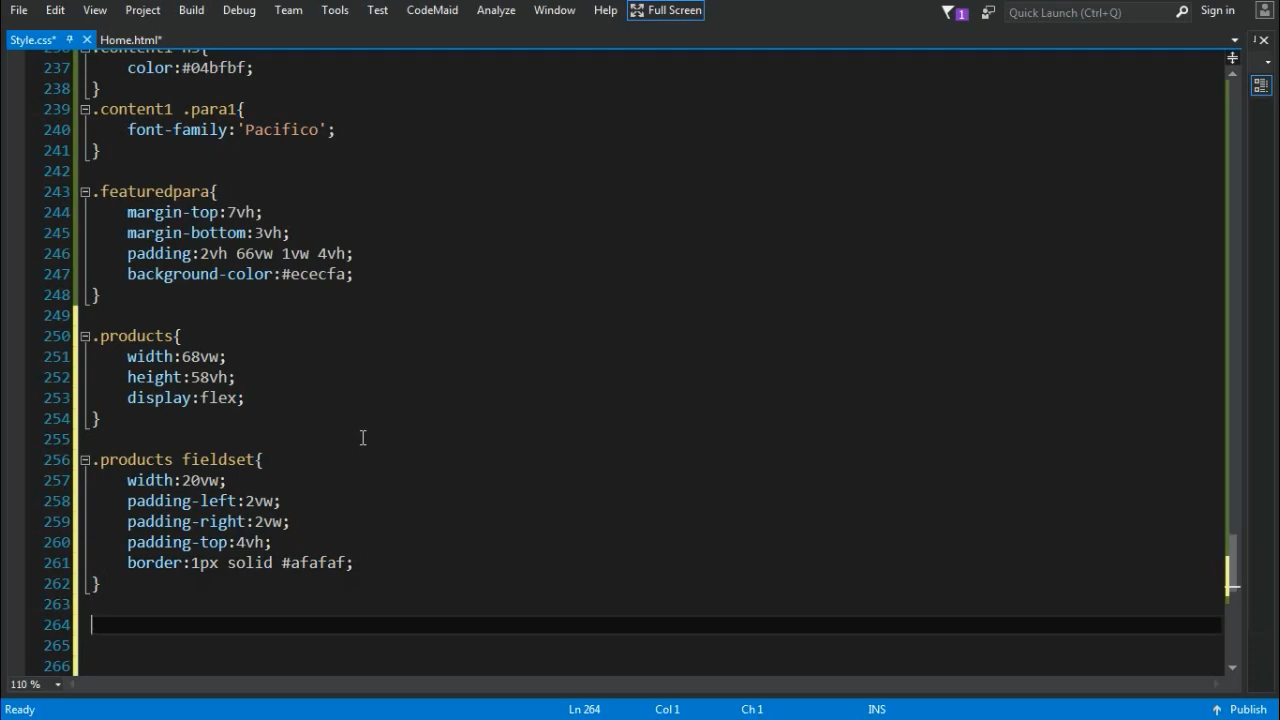 File Edit View Project Build Debug Team Tools Test CodeMaid Analyze Window Help Full Screen 1 Quick Launch (Ctrl+Q) Sign in
Style.css* Home.html*
237 color:#04bfbf;
238 }
239 .content1 .para1{
240 font-family:'Pacifico';
241 }
242
243 .featuredpara{
244 margin-top:7vh;
245 margin-bottom:3vh;
246 padding:2vh 66vw 1vw 4vh;
247 background-color:#ececfa;
248 }
249
250 .products{
251 width:68vw;
252 height:58vh;
253 display:flex;
254 }
255
256 .products fieldset{
257 width:20vw;
258 padding-left:2vw;
259 padding-right:2vw;
260 padding-top:4vh;
261 border:1px solid #afafaf;
262 }
263
264
265
266
110 %
Ready Ln 264 Col 1 Ch 1 INS Publish